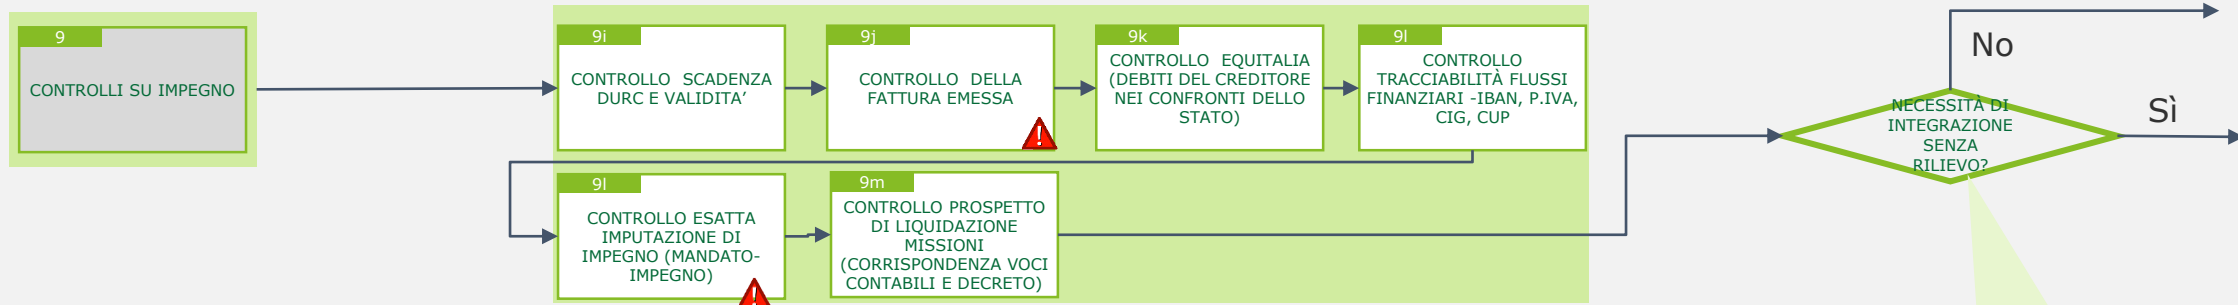 9
CONTROLLI SU IMPEGNO
9i
CONTROLLO SCADENZA
DURC E VALIDITA’
9j
CONTROLLO DELLA
FATTURA EMESSA
9k
CONTROLLO EQUITALIA
(DEBITI DEL CREDITORE
NEI CONFRONTI DELLO
STATO)
9l
CONTROLLO
TRACCIABILITÀ FLUSSI
FINANZIARI -IBAN, P.IVA,
CIG, CUP
9l
CONTROLLO ESATTA
IMPUTAZIONE DI
IMPEGNO (MANDATO-
IMPEGNO)
9m
CONTROLLO PROSPETTO
DI LIQUIDAZIONE
MISSIONI
(CORRISPONDENZA VOCI
CONTABILI E DECRETO)
No
NECESSITÀ DI
INTEGRAZIONE
SENZA
RILIEVO?
Sì